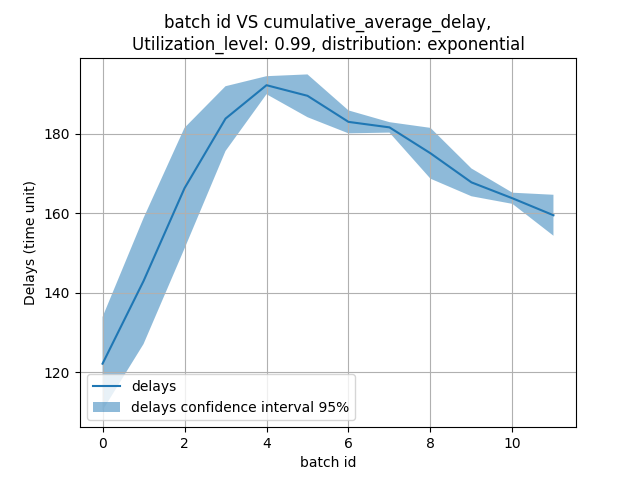 batch id VS cumulative_average_delay,
Utilization_level: 0.99, distribution: exponential
Delays (time unit)
180
160
140
120
delays
delays confidence interval 95%
0 2 4 6 8 10
batch id